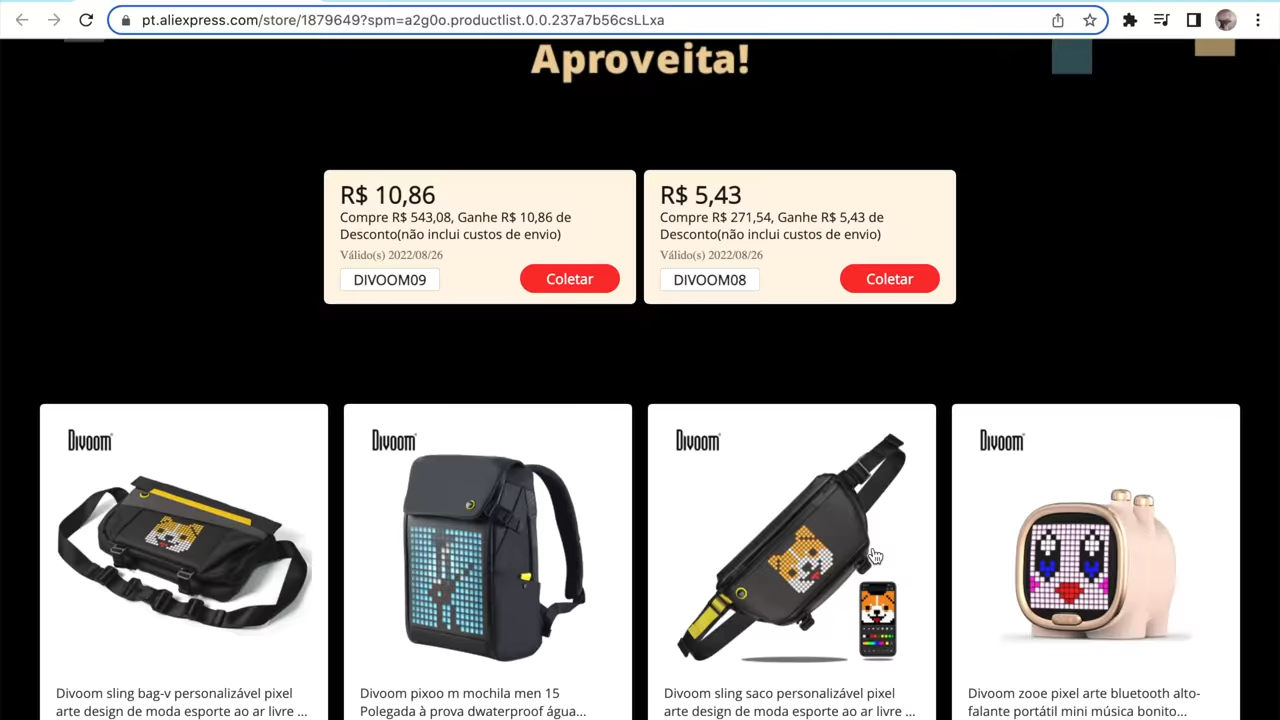 pt.aliexpress.com/store/1879649?spm=a2g0o.productlist.0.0.237a7b56csLLxa
Aproveita!
R$ 10,86
Compre R$ 543,08, Ganhe R$ 10,86 de
Desconto(não inclui custos de envio)
Válido(s) 2022/08/26
DIVOOM09
Coletar
R$ 5,43
Compre R$ 271,54, Ganhe R$ 5,43 de
Desconto(não inclui custos de envio)
Válido(s) 2022/08/26
DIVOOM08
Coletar
Divoom
Divoom sling bag-v personalizável pixel
arte design de moda esporte ao ar livre ...
Divoom
Divoom pixoo m mochila men 15
Polegada à prova dwaterproof água...
Divoom
Divoom sling saco personalizável pixel
arte design de moda esporte ao ar livre ...
Divoom
Divoom zooe pixel arte bluetooth alto-
falante portátil mini música bonito...